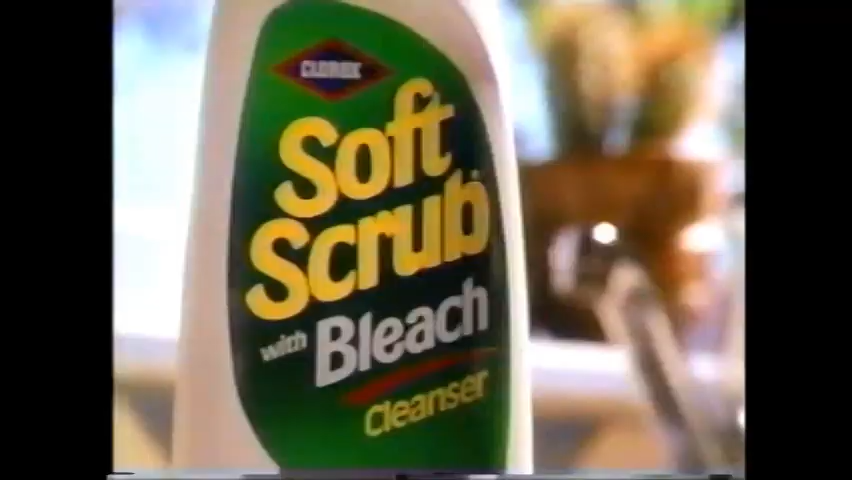 CLOROX
Soft
Scrub
with Bleach
Cleanser